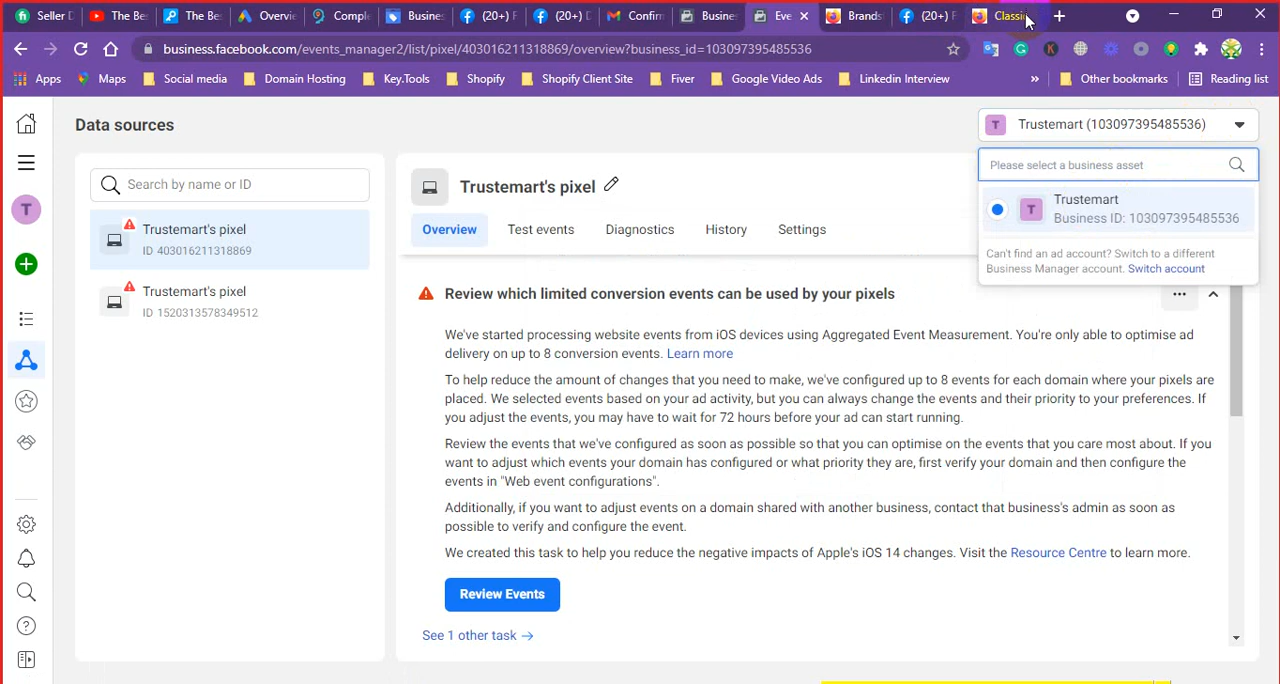 Seller D
The Be
The Be
Overvi
Comple
Busines
(20+) F
(20+) D
Confirm
Busines
Eve
Brands
(20+) F
Classi
business.facebook.com/events_manager2/list/pixel/403016211318869/overview?business_id=103097395485536
Apps
Maps
Social media
Domain Hosting
Key.Tools
Shopify
Shopify Client Site
Fiver
Google Video Ads
Linkedin Interview
»
Other bookmarks
Reading list
Data sources
T Trustemart (103097395485536)
Search by name or ID
Trustemart's pixel
ID 403016211318869
Trustemart's pixel
ID 1520313578349512
T
Trustemart's pixel
Overview
Test events
Diagnostics
History
Settings
Please select a business asset
T
Trustemart
Business ID: 103097395485536
Can't find an ad account? Switch to a different
Business Manager account. Switch account
Review which limited conversion events can be used by your pixels
We've started processing website events from iOS devices using Aggregated Event Measurement. You're only able to optimise ad
delivery on up to 8 conversion events. Learn more
To help reduce the amount of changes that you need to make, we've configured up to 8 events for each domain where your pixels are
placed. We selected events based on your ad activity, but you can always change the events and their priority to your preferences. If
you adjust the events, you may have to wait for 72 hours before your ad can start running.
Review the events that we've configured as soon as possible so that you can optimise on the events that you care most about. If you
want to adjust which events your domain has configured or what priority they are, first verify your domain and then configure the
events in "Web event configurations".
Additionally, if you want to adjust events on a domain shared with another business, contact that business's admin as soon as
possible to verify and configure the event.
We created this task to help you reduce the negative impacts of Apple's iOS 14 changes. Visit the Resource Centre to learn more.
Review Events
See 1 other task →